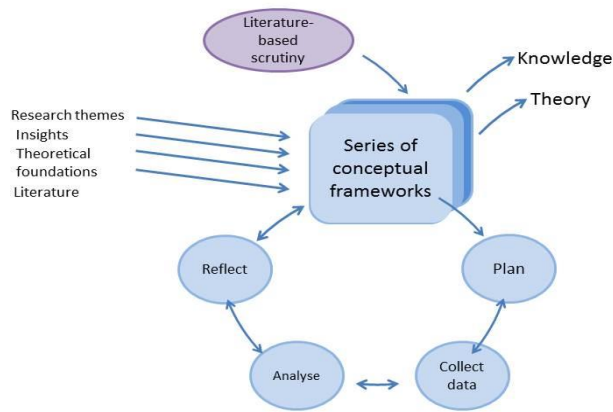 Literature-
based
scrutiny
Knowledge
Theory
Research themes
Insights
Theoretical
foundations
Literature
Series of
conceptual
frameworks
Reflect
Plan
Analyse
Collect
data